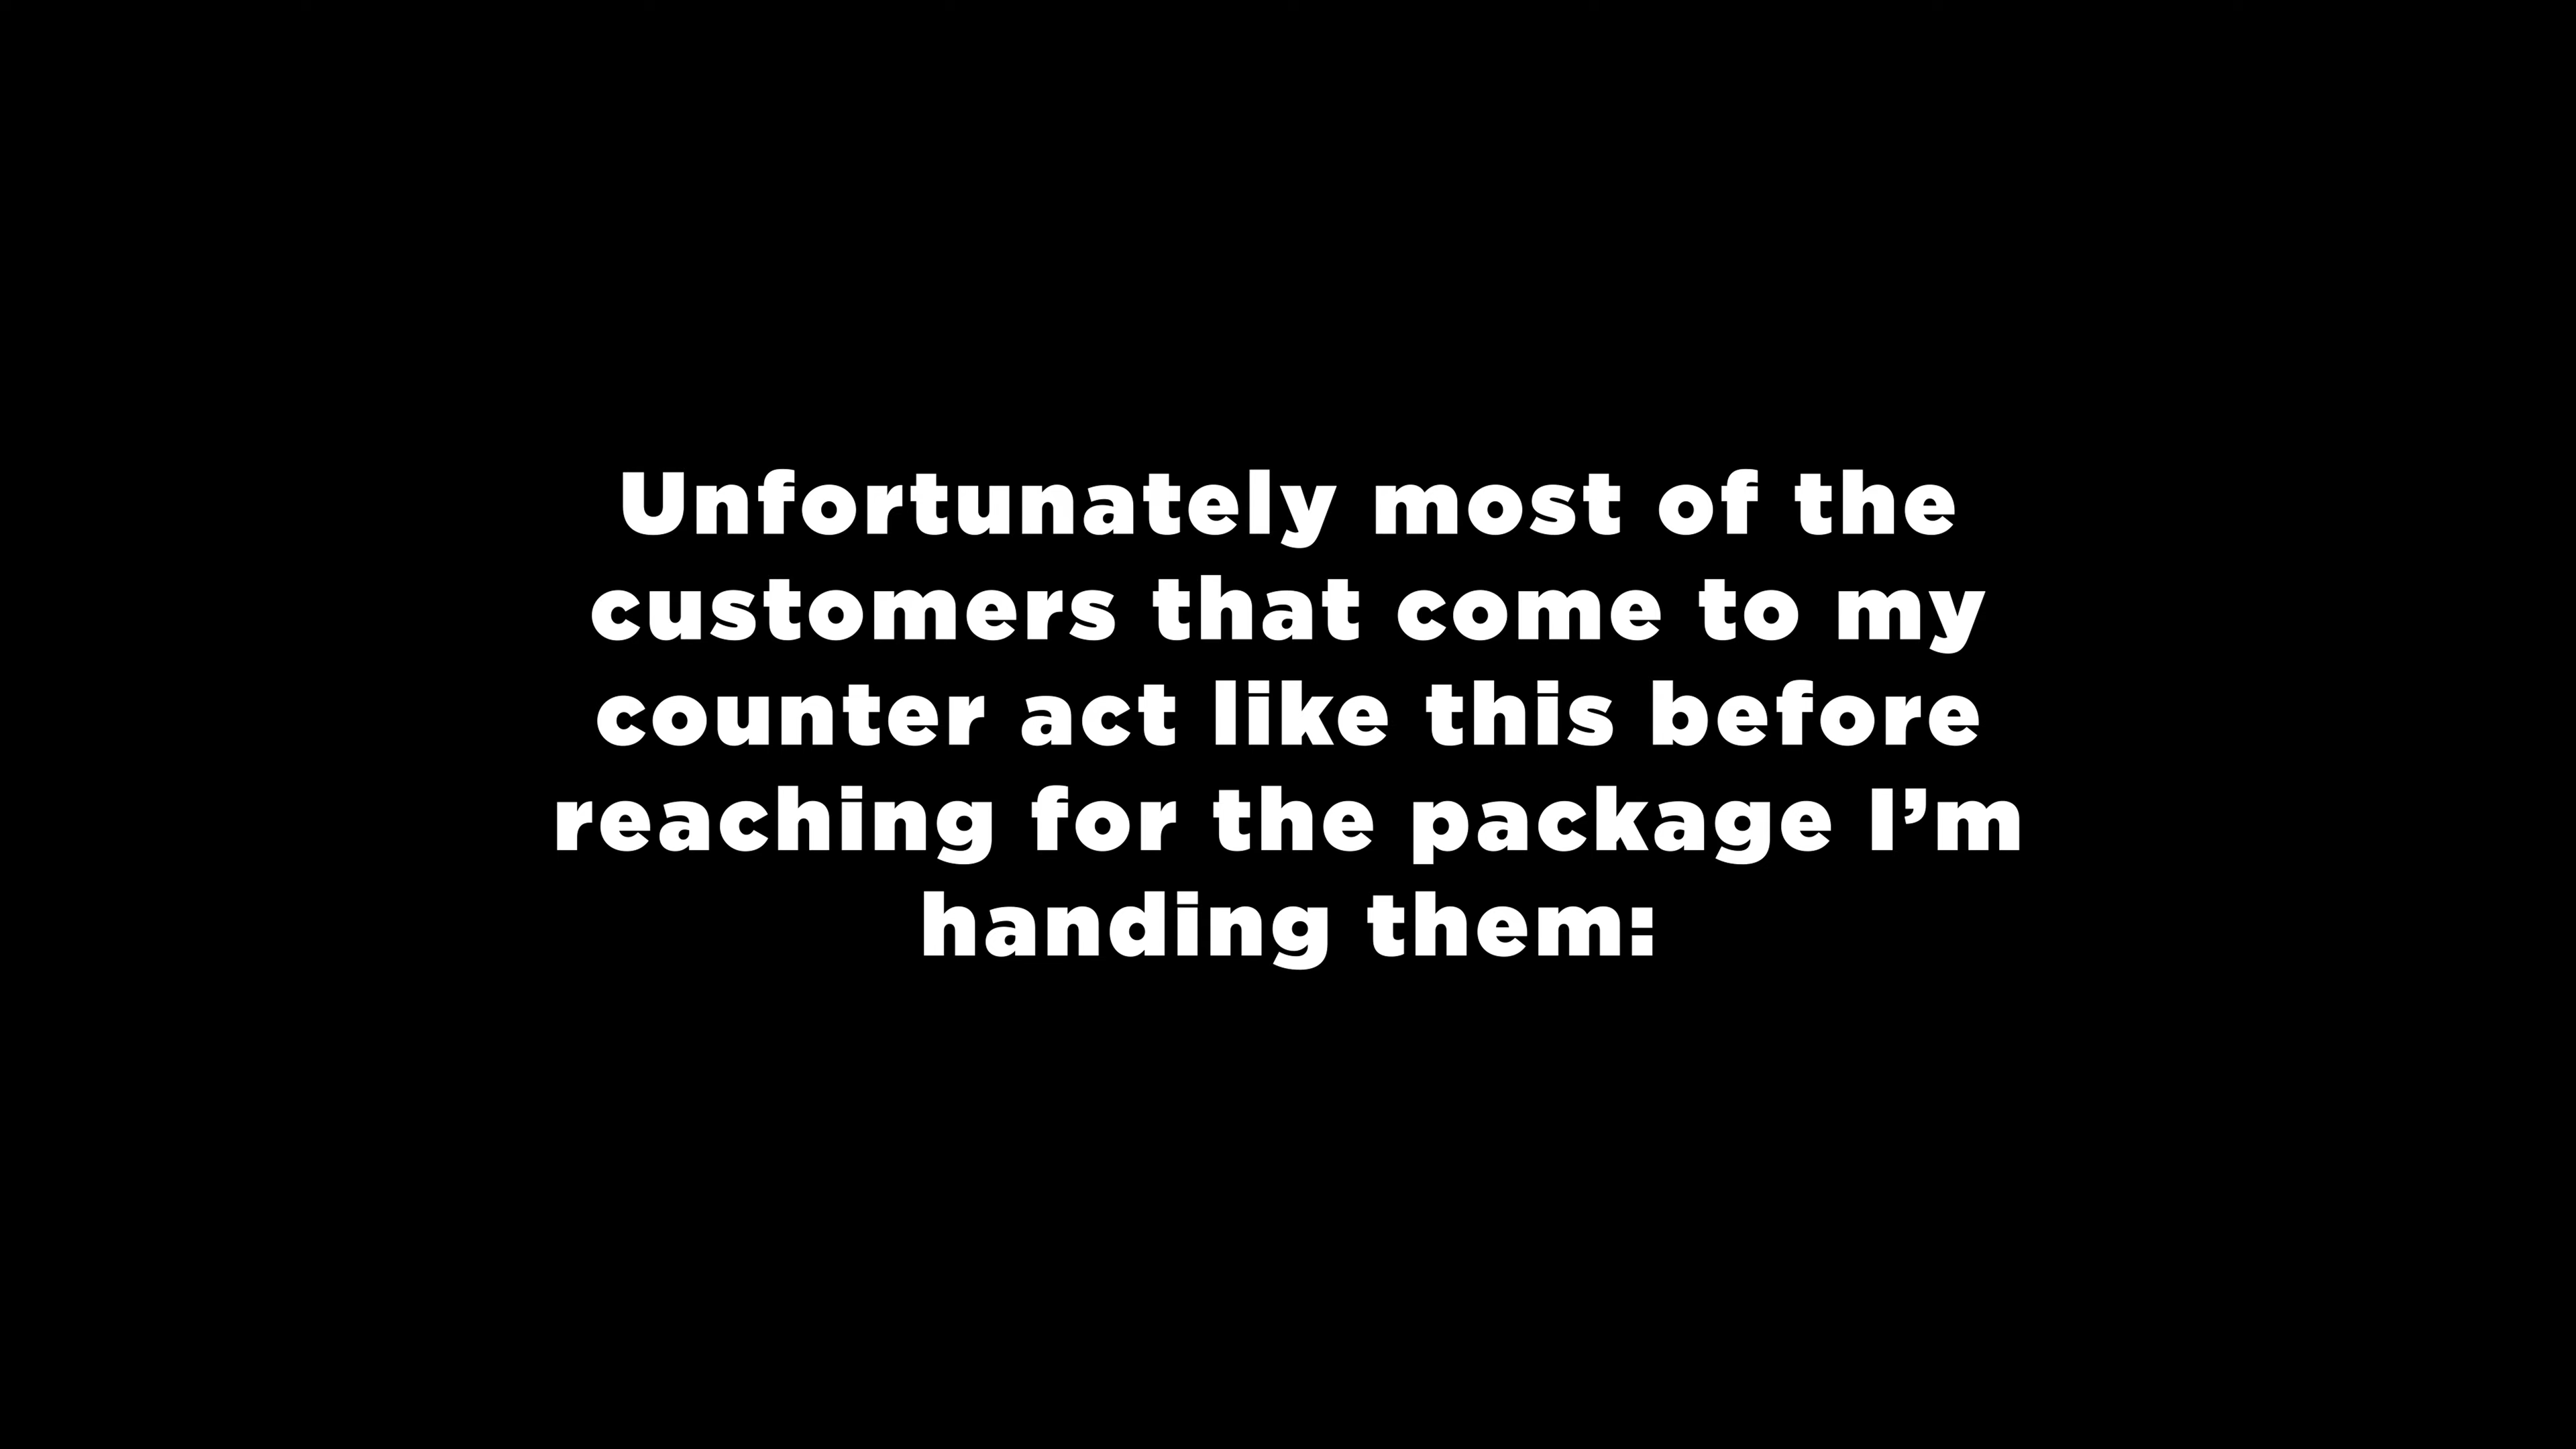 Unfortunately most of the
customers that come to my
counter act like this before
reaching for the package I’m
handing them: